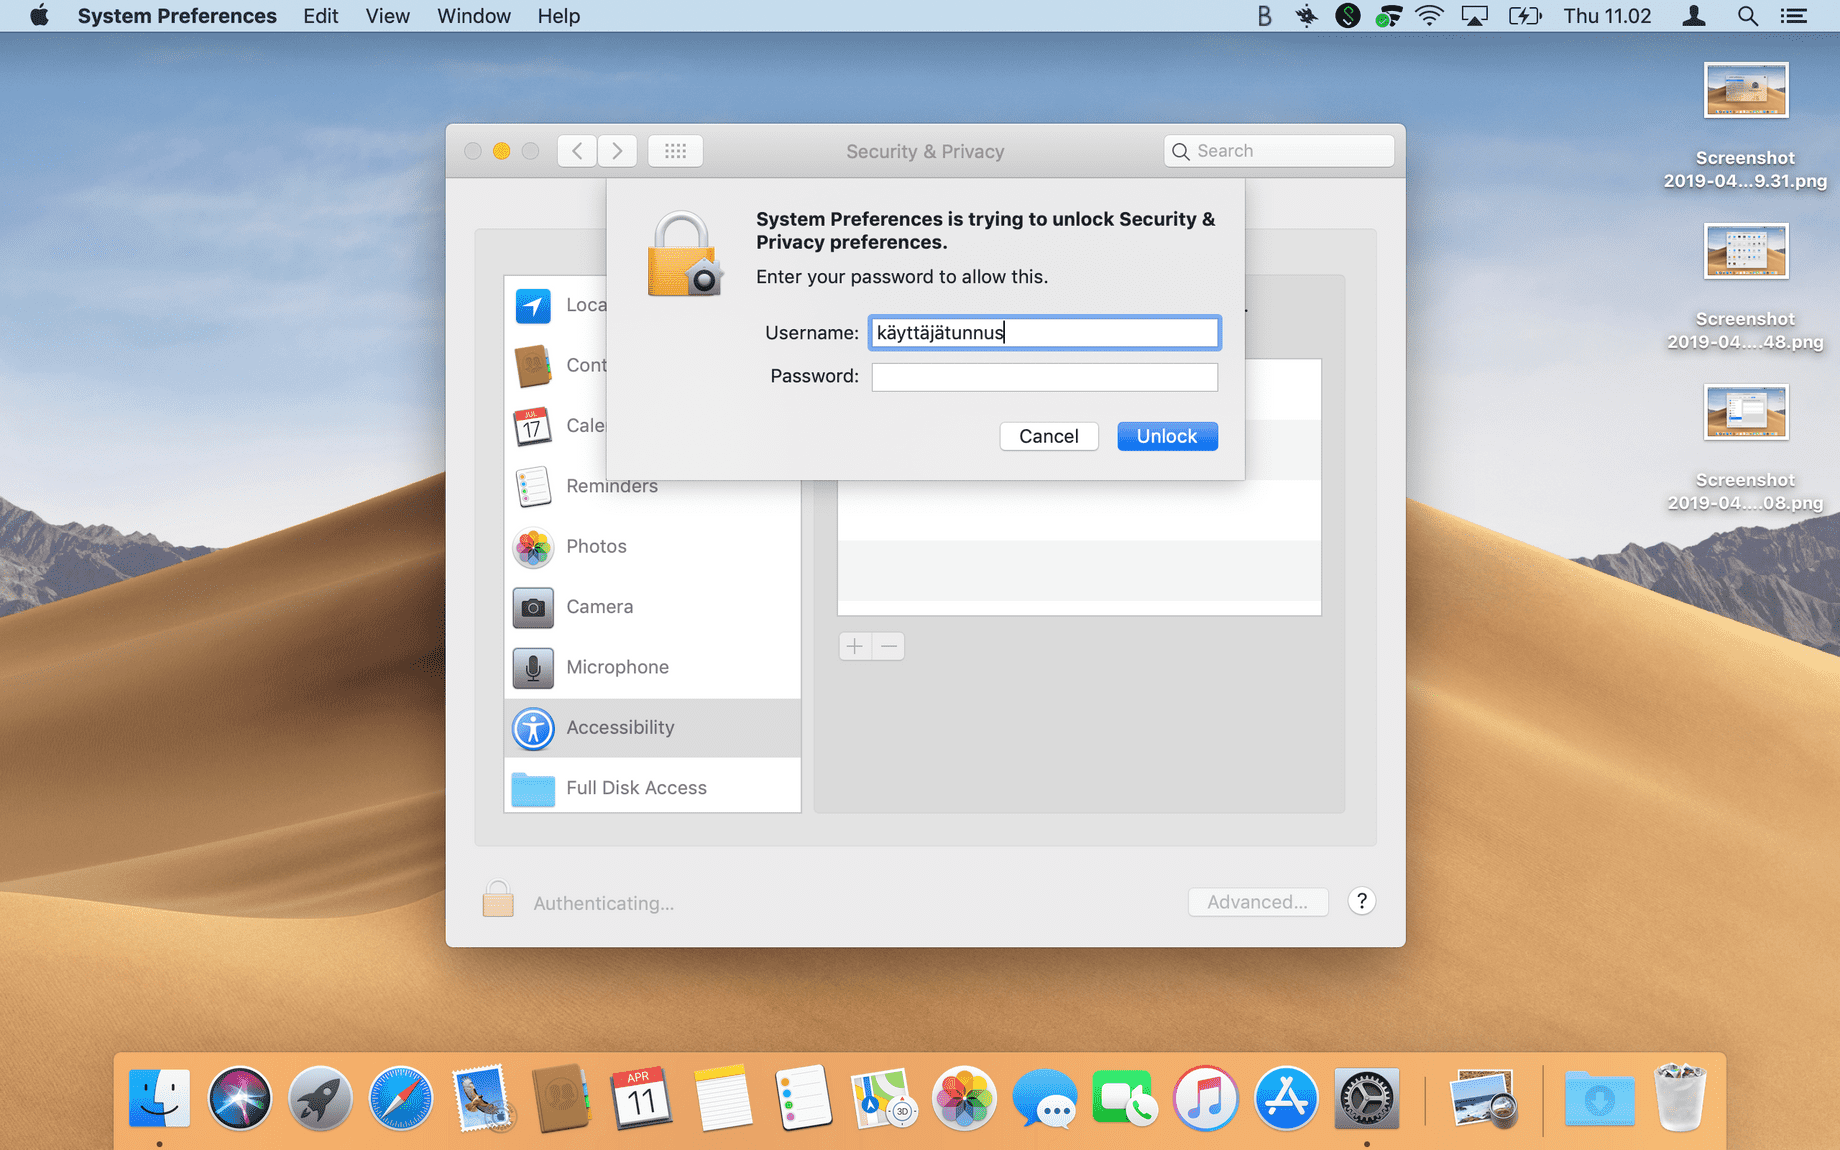 System Preferences Edit View Window Help
Thu 11.02
Screenshot
2019-04...9.31.png
Screenshot
2019-04....48.png
Screenshot
2019-04....08.png
Security & Privacy
Search
System Preferences is trying to unlock Security &
Privacy preferences.
Enter your password to allow this.
Username: käyttäjätunnus
Password:
Cancel Unlock
Loca
Cont
JUL
17
Cale
Reminders
Photos
Camera
Microphone
Accessibility
Full Disk Access
Authenticating...
Advanced...
?
APR
11
3D